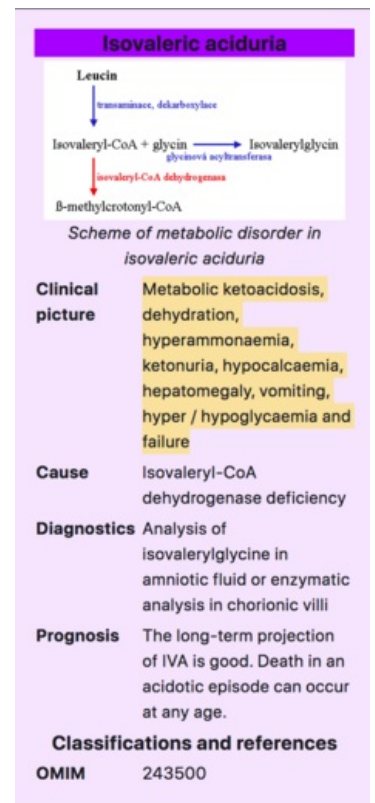 Isovaleric aciduria
Leucin
transaminace, dekarboxylace
Isovaleryl-CoA + glycin Isovalerylglycin
glycinová acyltransferasa
isovaleryl-CoA dehydrogenasa
ß-methylcrotonyl-CoA
Scheme of metabolic disorder in
isovaleric aciduria
Clinical picture
Metabolic ketoacidosis,
dehydration,
hyperammonaemia,
ketonuria, hypocalcaemia,
hepatomegaly, vomiting,
hyper / hypoglycaemia and
failure
Cause Isovaleryl-CoA
dehydrogenase deficiency
Diagnostics Analysis of
isovalerylglycine in
amniotic fluid or enzymatic
analysis in chorionic villi
Prognosis The long-term projection
of IVA is good. Death in an
acidotic episode can occur
at any age.
Classifications and references
OMIM 243500